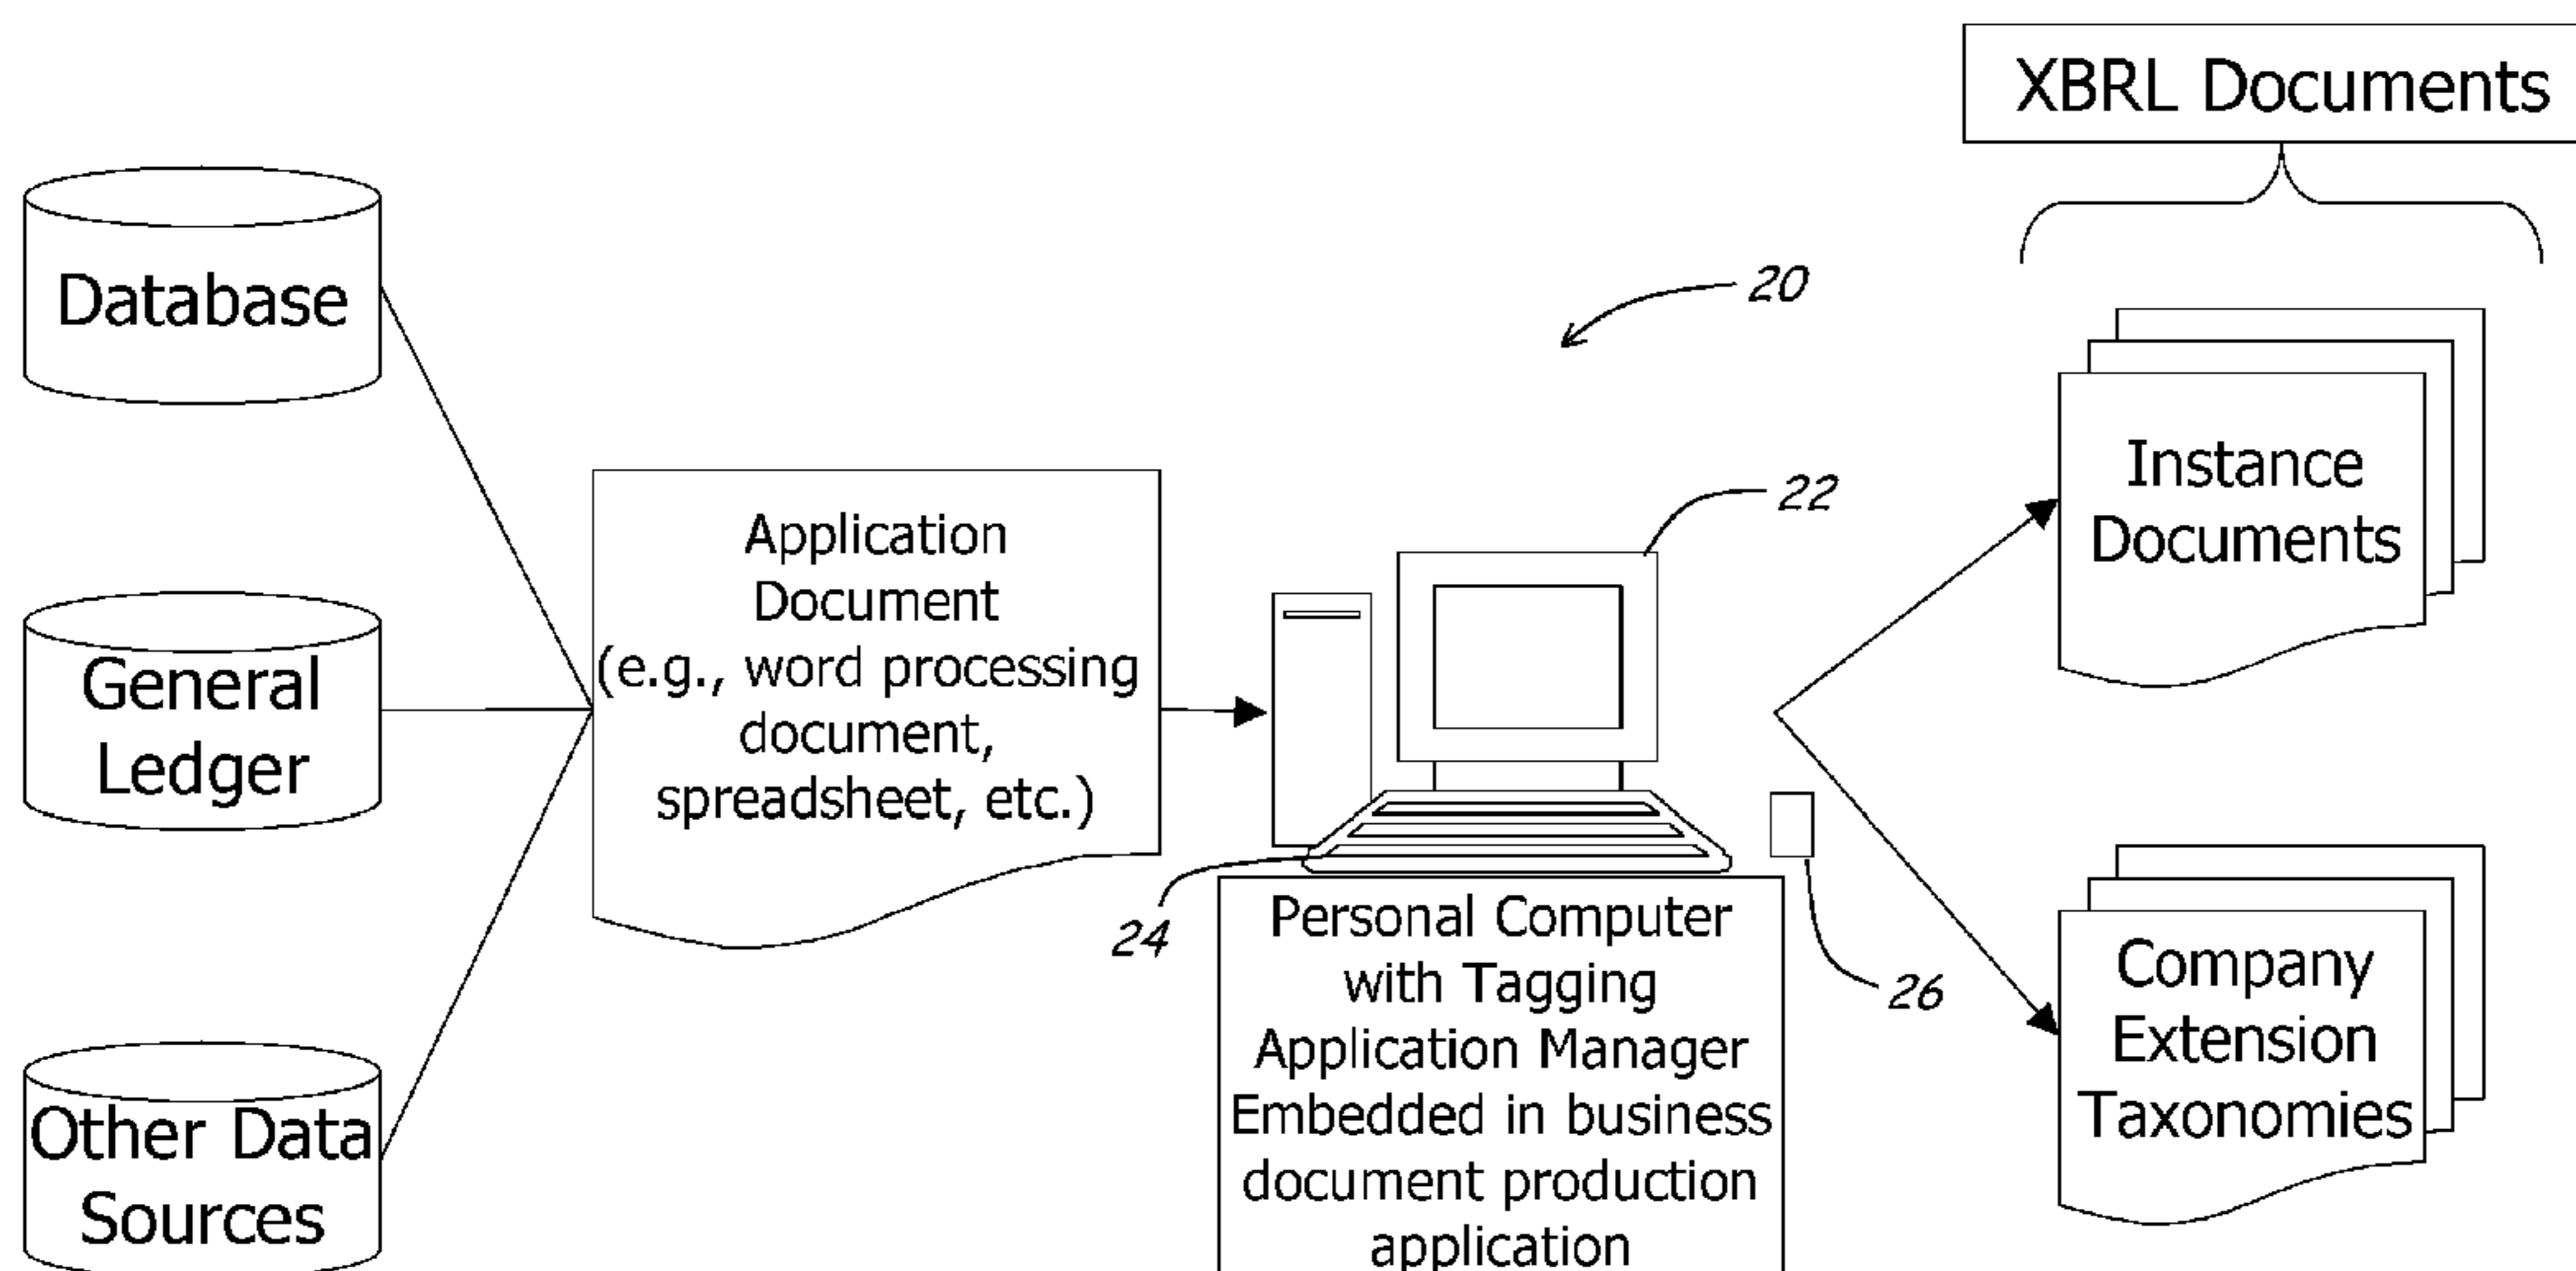 XBRL Documents
Database
20
Instance
Documents
22
Application
Document
(e.g., word processing
document,
spreadsheet, etc.)
General
Ledger
24
Personal Computer
with Tagging
Application Manager
Embedded in business
document production
application
26
Company
Extension
Taxonomies
Other Data
Sources